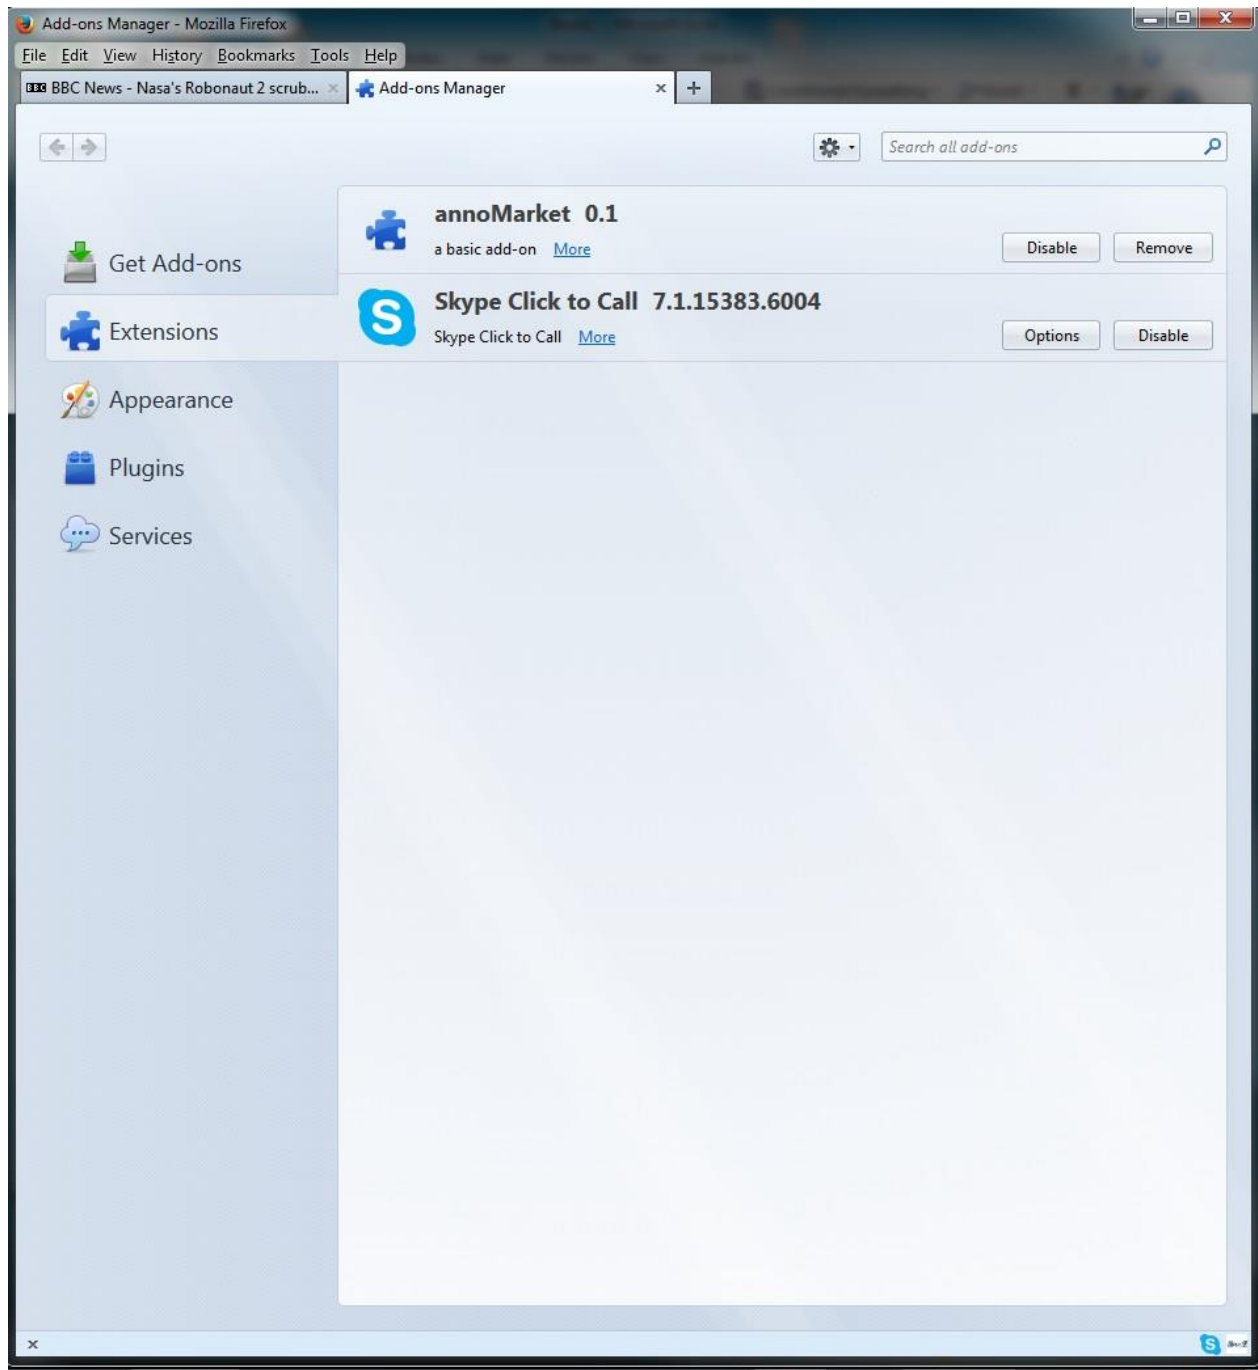 Add-ons Manager - Mozilla Firefox
File Edit View History Bookmarks Tools Help
BBC BBC News - Nasa's Robonaut 2 scrub... Add-ons Manager
Search all add-ons
Get Add-ons
Extensions
Appearance
Plugins
Services
annoMarket 0.1
a basic add-on More
Disable Remove
Skype Click to Call 7.1.15383.6004
Skype Click to Call More
Options Disable